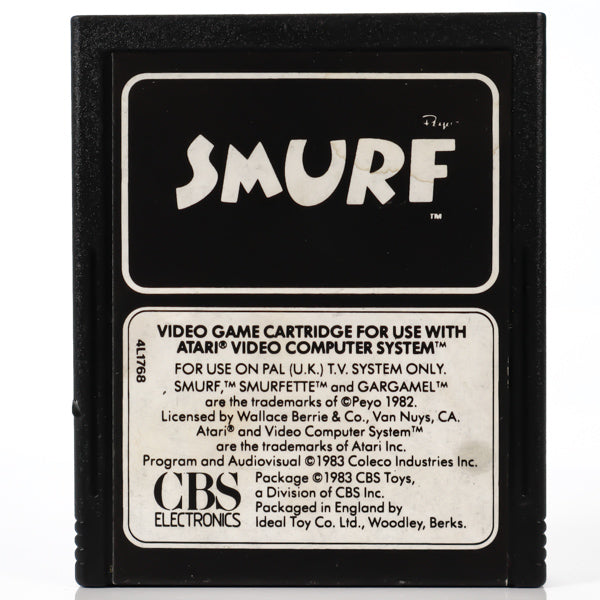 Peyo
SMURF
TM
4L1768
VIDEO GAME CARTRIDGE FOR USE WITH
ATARI® VIDEO COMPUTER SYSTEM™
FOR USE ON PAL (U.K.) T.V. SYSTEM ONLY.
SMURF,™ SMURFETTE™ and GARGAMEL™
are the trademarks of ©Peyo 1982.
Licensed by Wallace Berrie & Co., Van Nuys, CA.
Atari® and Video Computer System™
are the trademarks of Atari Inc.
Program and Audiovisual ©1983 Coleco Industries Inc.
CBS
ELECTRONICS
Package ©1983 CBS Toys,
a Division of CBS Inc.
Packaged in England by
Ideal Toy Co. Ltd., Woodley, Berks.